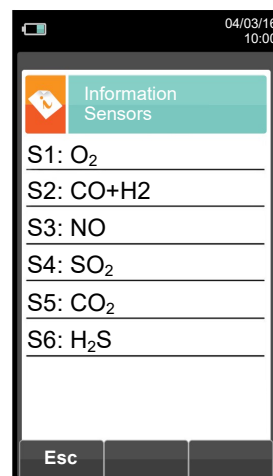 04/03/16
10:00
Information
Sensors
S1: O₂
S2: CO+H2
S3: NO
S4: SO₂
S5: CO₂
S6: H₂S
Esc